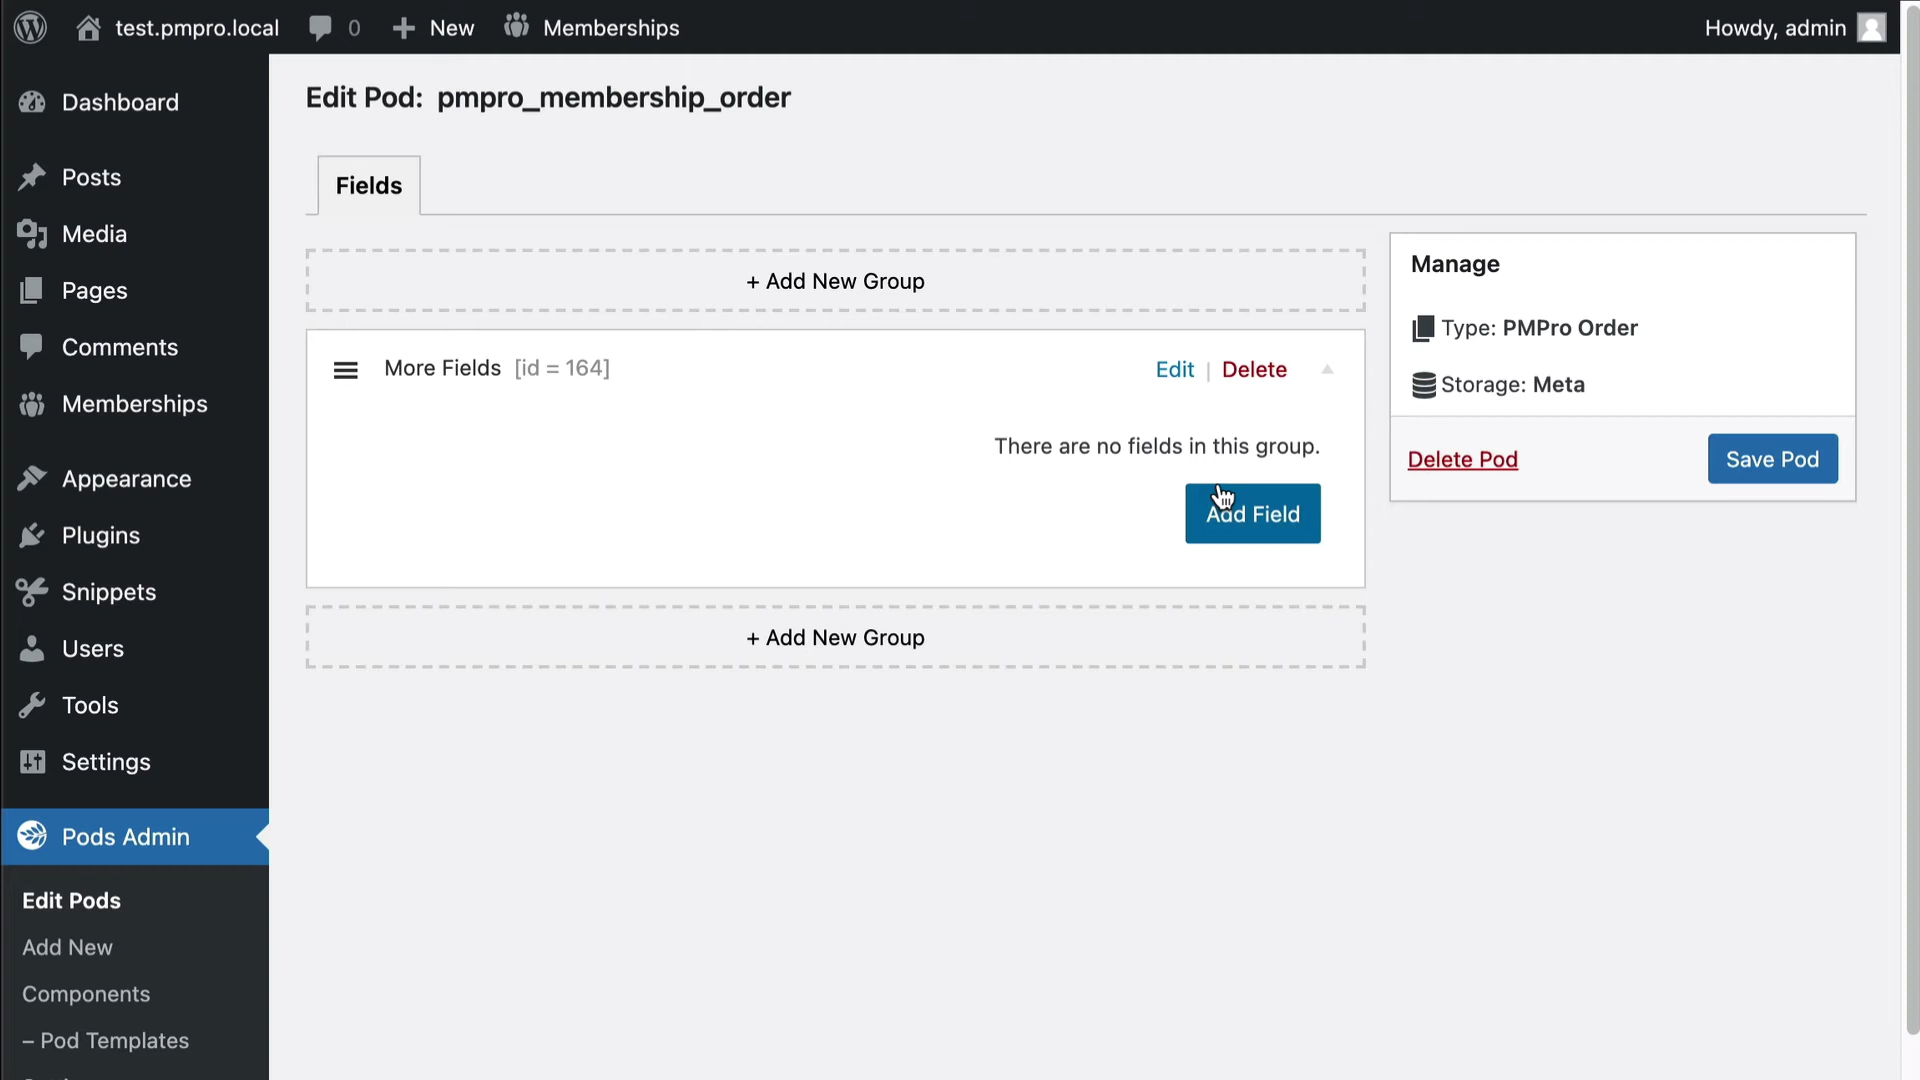 test.pmpro.local 0 + New Memberships Howdy, admin
Dashboard
Posts
Media
Pages
Comments
Memberships
Appearance
Plugins
Snippets
Users
Tools
Settings
Pods Admin
Edit Pods
Add New
Components
– Pod Templates
Edit Pod: pmpro_membership_order
Fields
+ Add New Group
More Fields [id = 164] Edit | Delete
There are no fields in this group.
Add Field
+ Add New Group
Manage
Type: PMPro Order
Storage: Meta
Delete Pod Save Pod